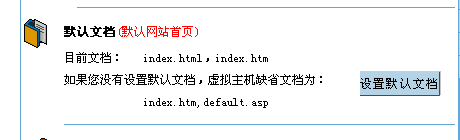 默认文档(默认网站首页)
目前文档： index.html，index.htm
如果您没有设置默认文档，虚拟主机缺省文档为：
设置默认文档
index.htm,default.asp